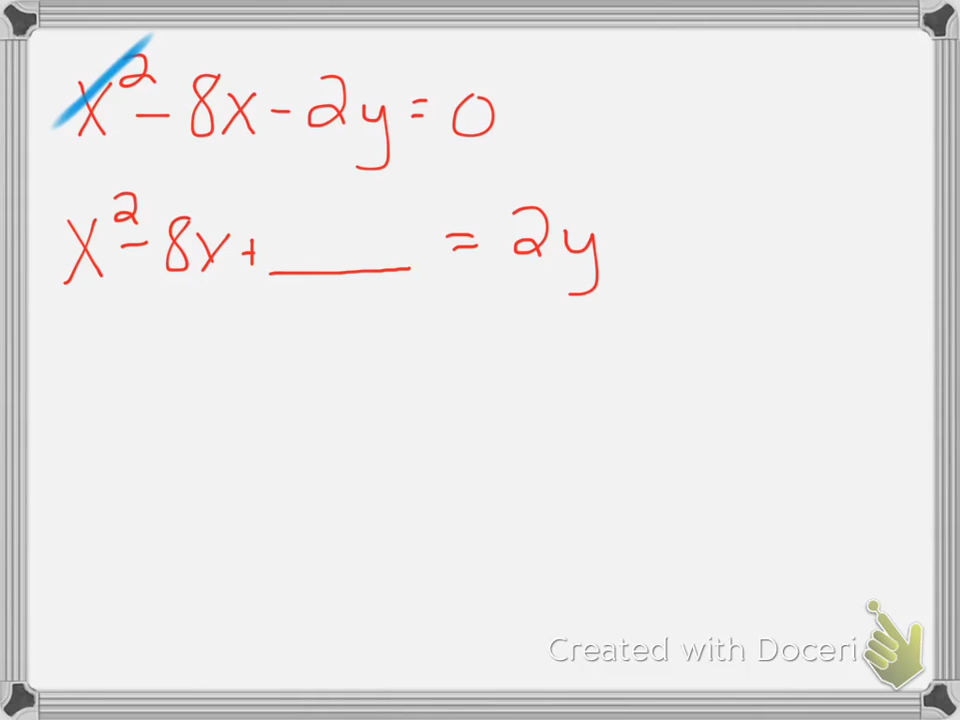 x² - 8x - 2y = 0
x² - 8x + ____ = 2y
Created with Doceri